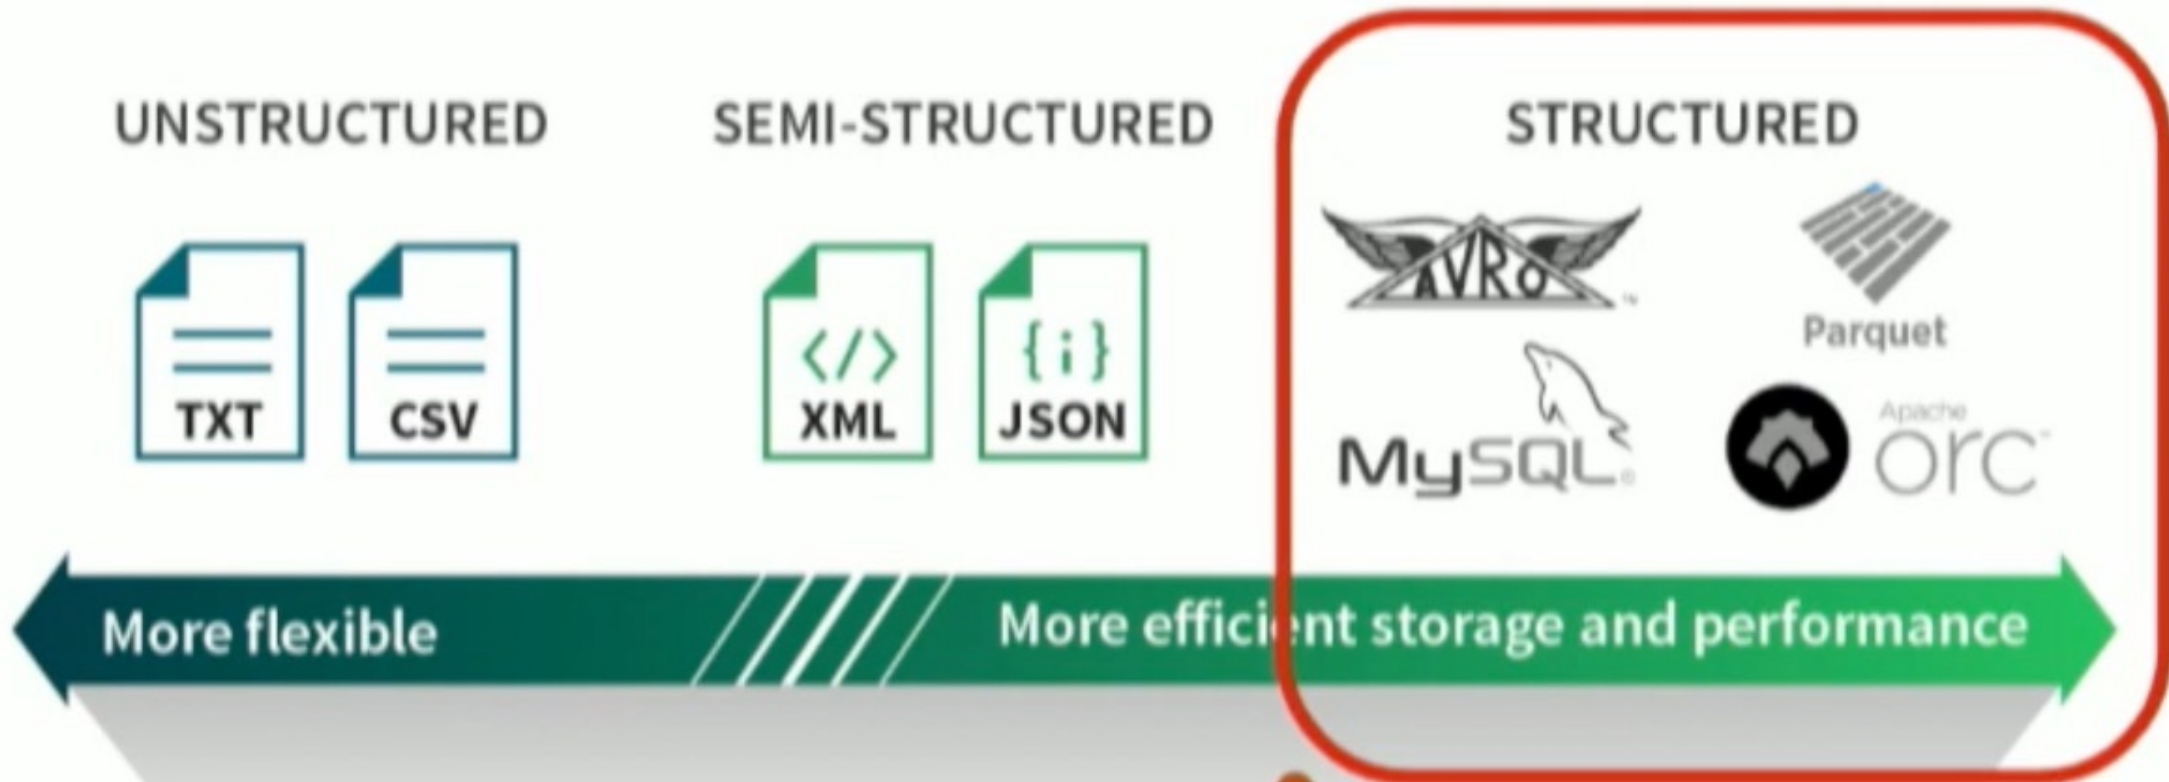 UNSTRUCTURED
SEMI-STRUCTURED
STRUCTURED
TXT
CSV
</>
XML
{i}
JSON
AVRO
Parquet
MySQL
Apache
orc
More flexible
More efficient storage and performance